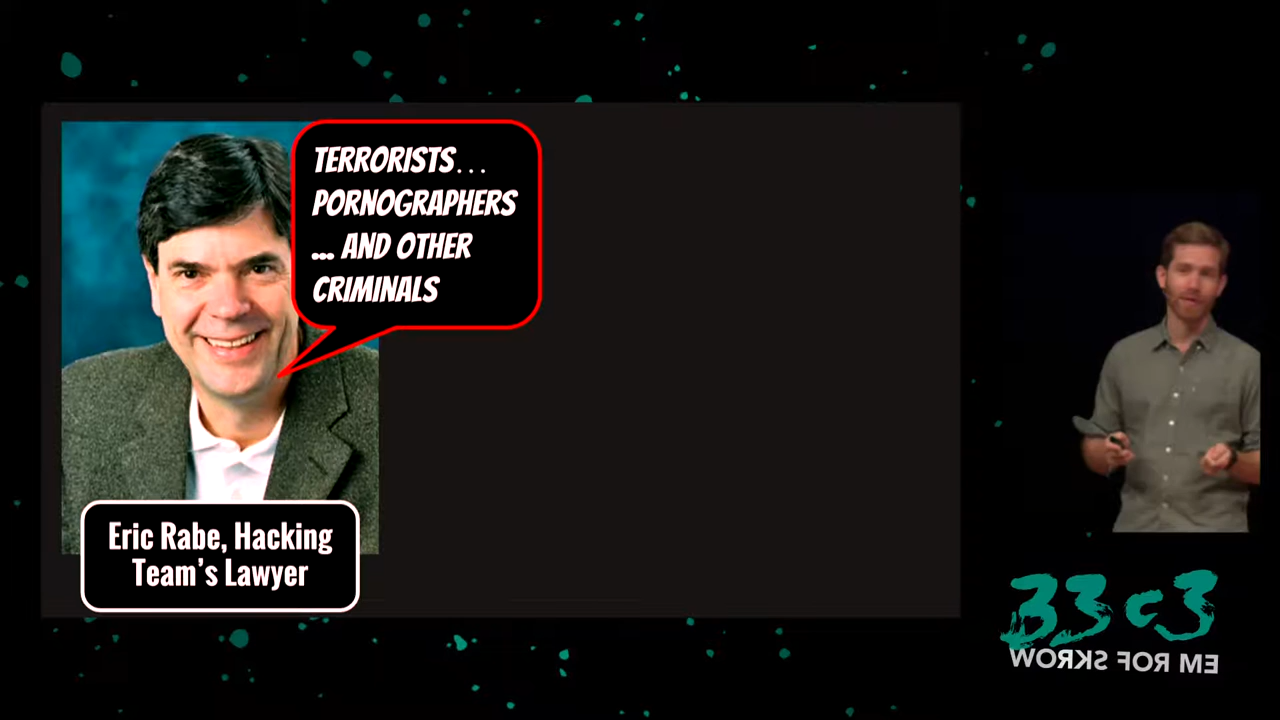 TERRORISTS...
PORNOGRAPHERS
... AND OTHER
CRIMINALS
Eric Rabe, Hacking
Team’s Lawyer
33c3
WORKS FOR ME